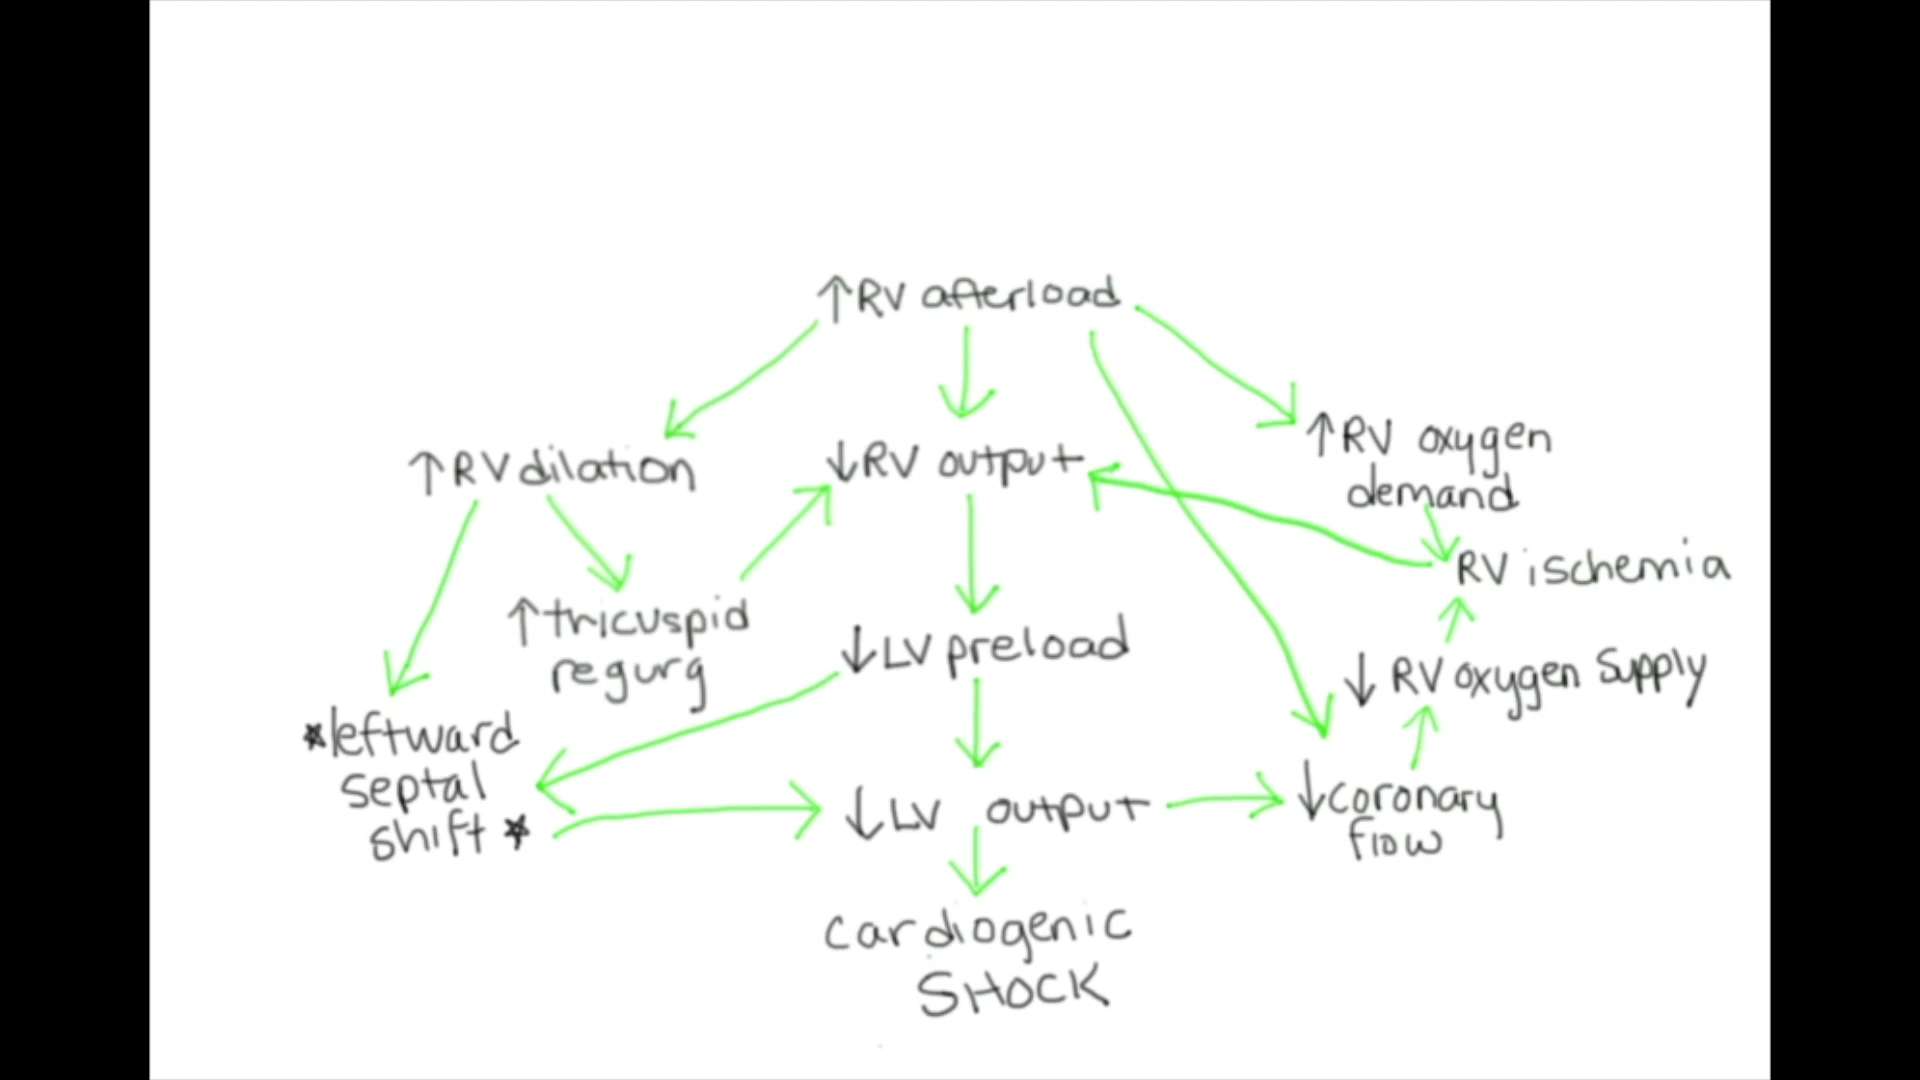 ↑RV afterload
↑RV dilation
↓RV output
↑RV oxygen
demand
RV ischemia
↑tricuspid
regurg
↓LV preload
↓ RV oxygen supply
*leftward
septal
shift*
↓LV output
↓coronary
flow
cardiogenic
SHOCK